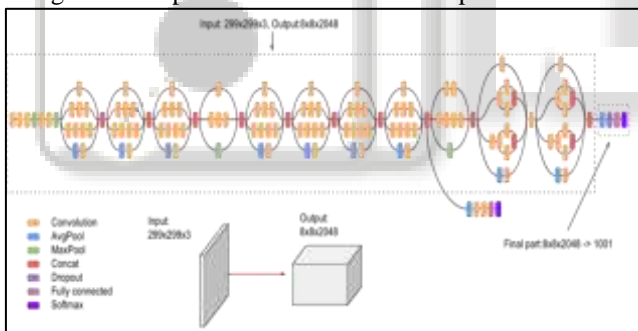 Input: 299x299x3, Output:8x8x2048
Convolution
AvgPool
MaxPool
Concat
Dropout
Fully connected
Softmax
Input:
299x299x3
Output:
8x8x2048
Final part:8x8x2048 -> 1001